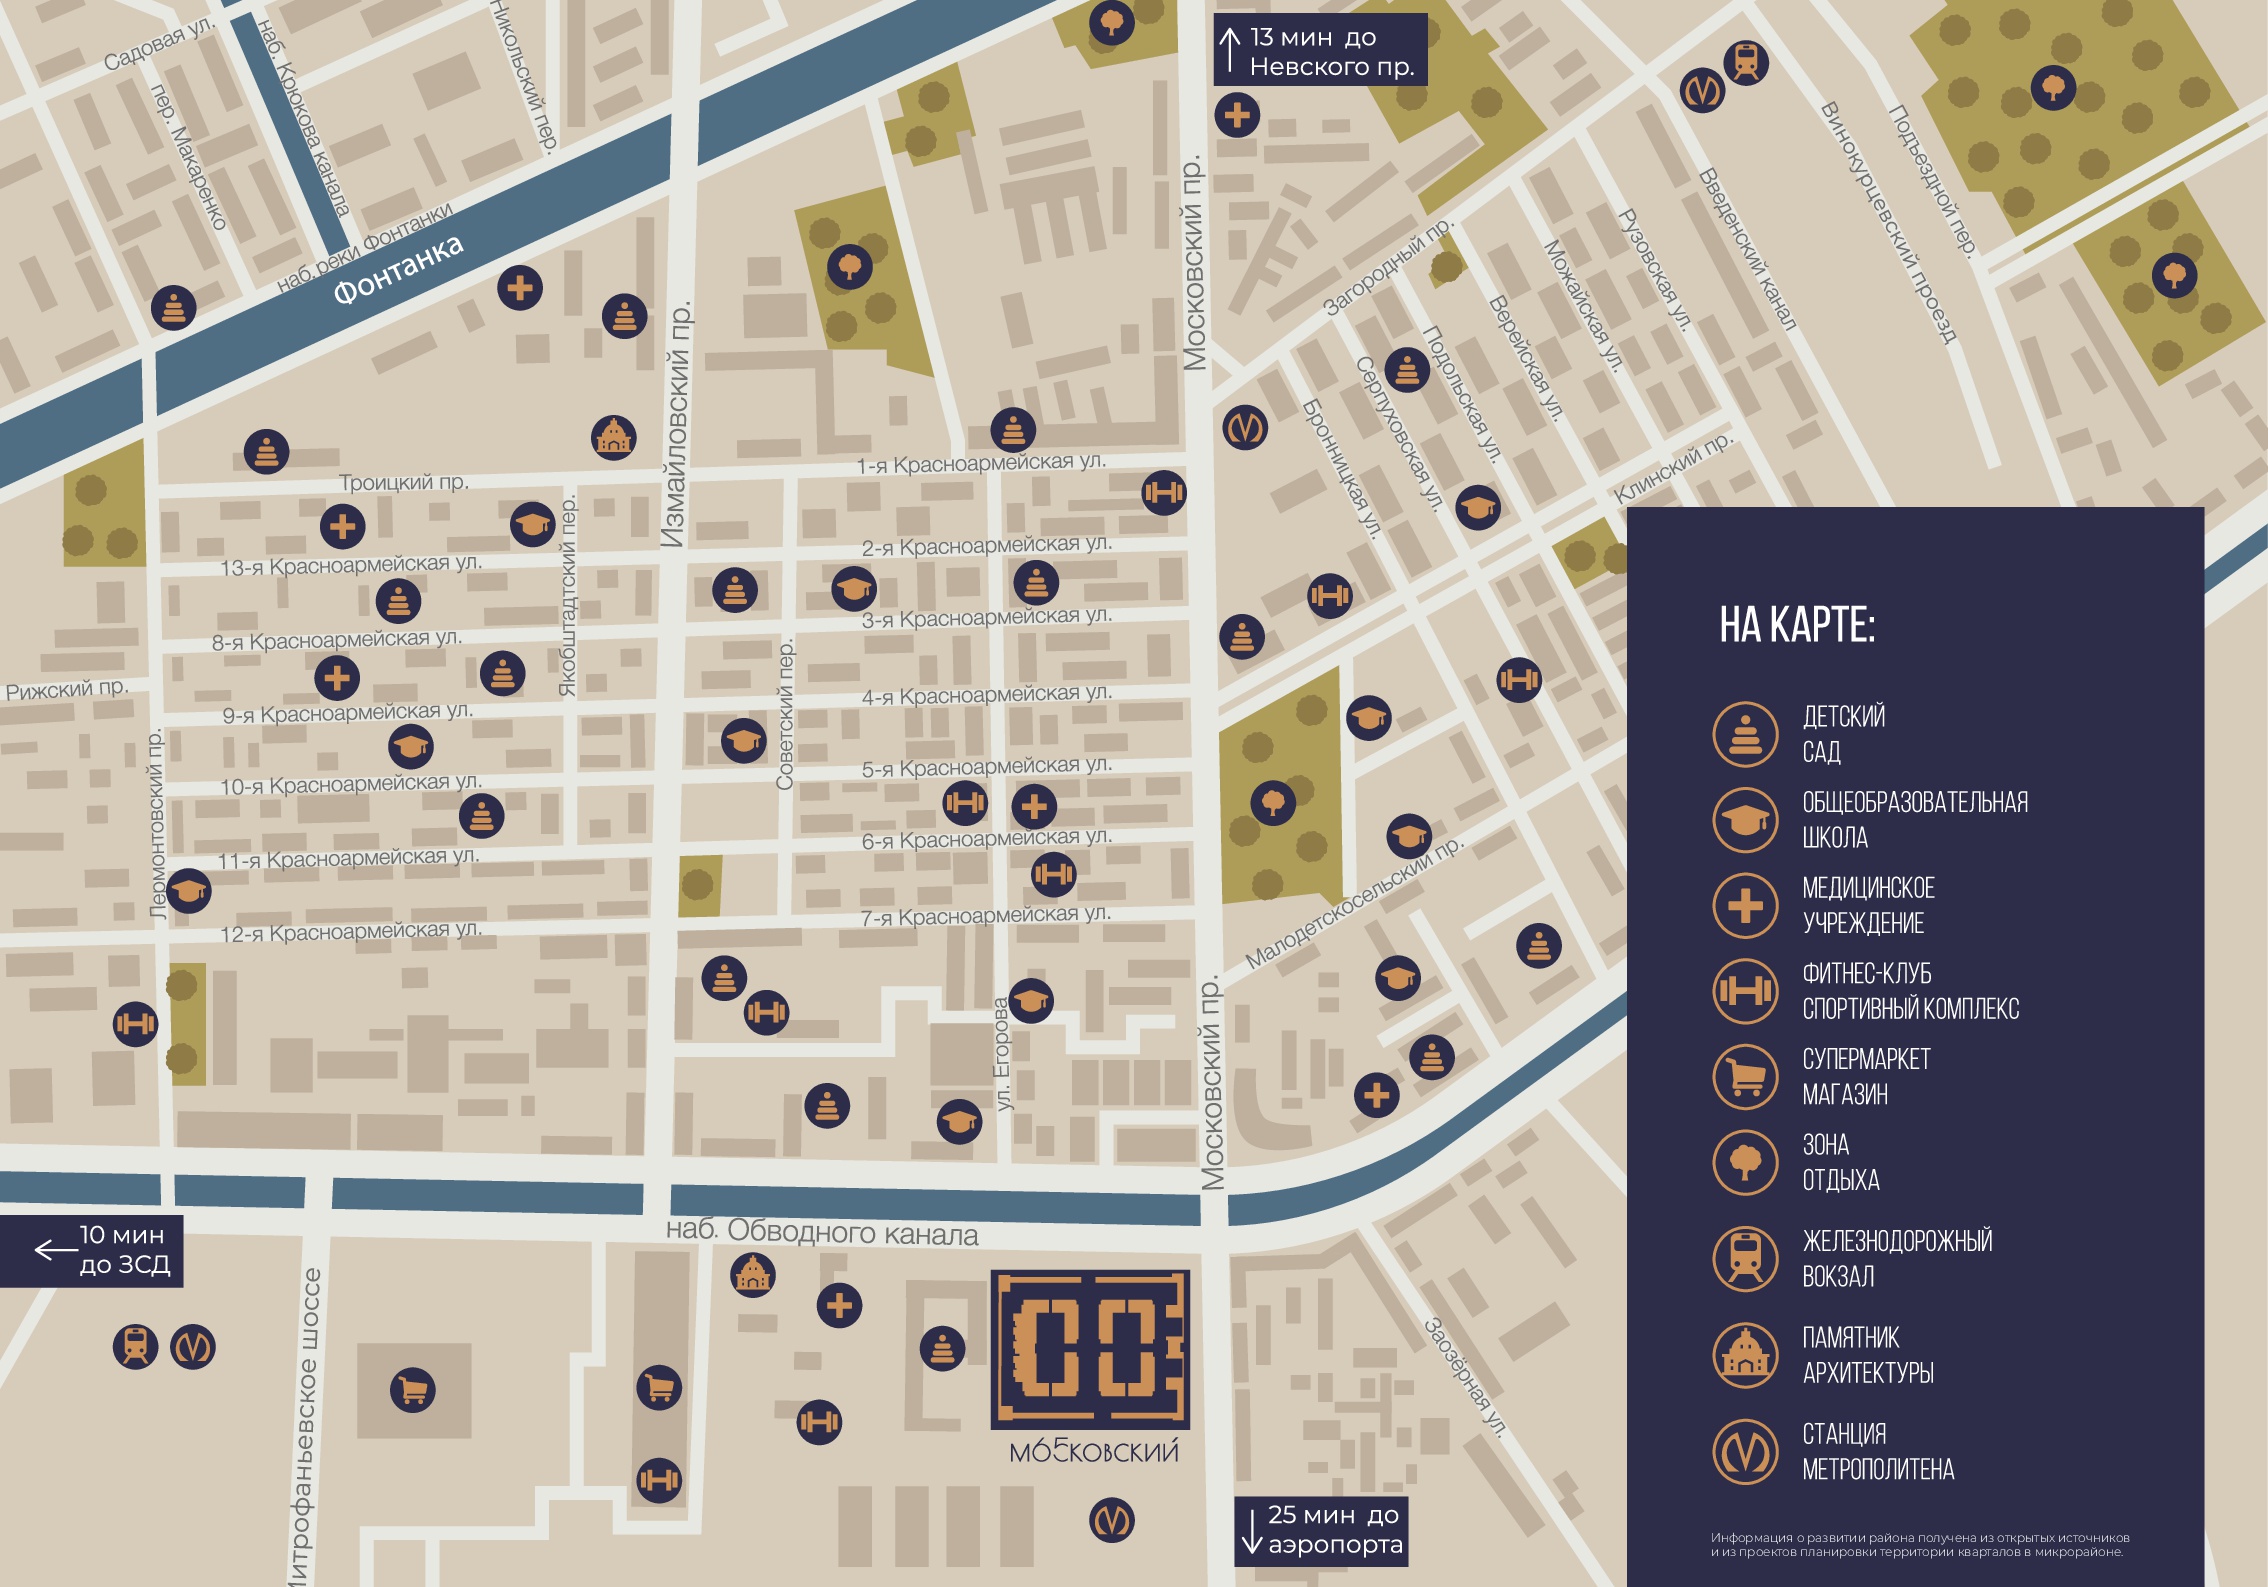 Садовая ул.
наб. Крюкова канала
Никольский пер.
пер. Макаренко
наб. реки Фонтанки
Фонтанка
13 мин до
Невского пр.
Московский пр.
Измайловский пр.
Загородный пр.
Подъездной пер.
Винокурцевский проезд
Введенский канал
Рузовская ул.
Можайская ул.
Верейская ул.
Подольская ул.
Серпуховская ул.
Бронницкая ул.
Клинский пр.
Троицкий пр.
1-я Красноармейская ул.
2-я Красноармейская ул.
13-я Красноармейская ул.
Якобштадтский пер.
3-я Красноармейская ул.
8-я Красноармейская ул.
Рижский пр.
4-я Красноармейская ул.
9-я Красноармейская ул.
Советский пер.
5-я Красноармейская ул.
10-я Красноармейская ул.
Лермонтовский пр.
6-я Красноармейская ул.
11-я Красноармейская ул.
7-я Красноармейская ул.
12-я Красноармейская ул.
Малодетскосельский пр.
ул. Егорова
Московский пр.
наб. Обводного канала
10 мин
до ЗСД
Митрофаньевское шоссе
Заозёрная ул.
М65КОВСКИЙ
25 мин до
аэропорта
НА КАРТЕ:
ДЕТСКИЙ
САД
ОБЩЕОБРАЗОВАТЕЛЬНАЯ
ШКОЛА
МЕДИЦИНСКОЕ
УЧРЕЖДЕНИЕ
ФИТНЕС-КЛУБ
СПОРТИВНЫЙ КОМПЛЕКС
СУПЕРМАРКЕТ
МАГАЗИН
ЗОНА
ОТДЫХА
ЖЕЛЕЗНОДОРОЖНЫЙ
ВОКЗАЛ
ПАМЯТНИК
АРХИТЕКТУРЫ
СТАНЦИЯ
МЕТРОПОЛИТЕНА
Информация о развитии района получена из открытых источников
и из проектов планировки территории кварталов в микрорайоне.